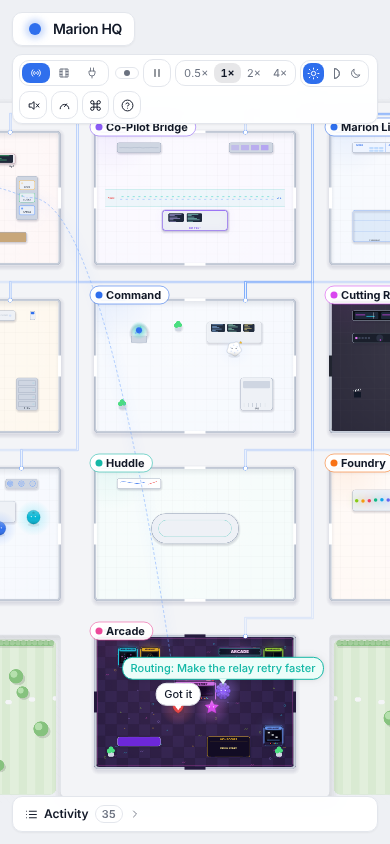 Marion HQ
0.5× 1× 2× 4×
Co-Pilot Bridge
Marion Li
Command
Cutting R
Huddle
Foundry
Arcade
ARCADE
Routing: Make the relay retry faster
Got it
Activity 35